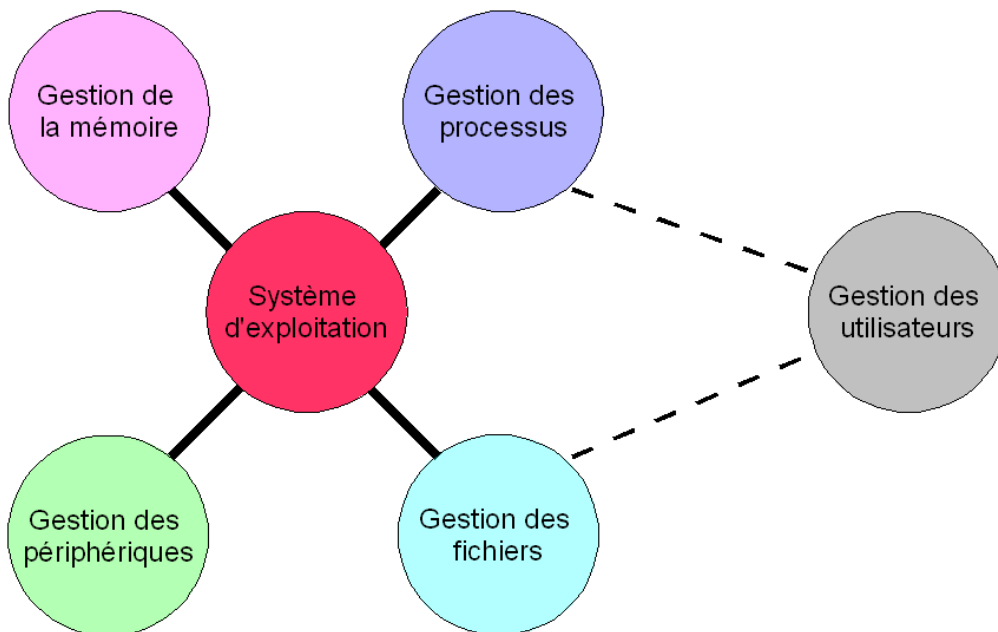 Gestion de
la mémoire
Gestion des
processus
Système
d'exploitation
Gestion des
utilisateurs
Gestion des
périphériques
Gestion des
fichiers